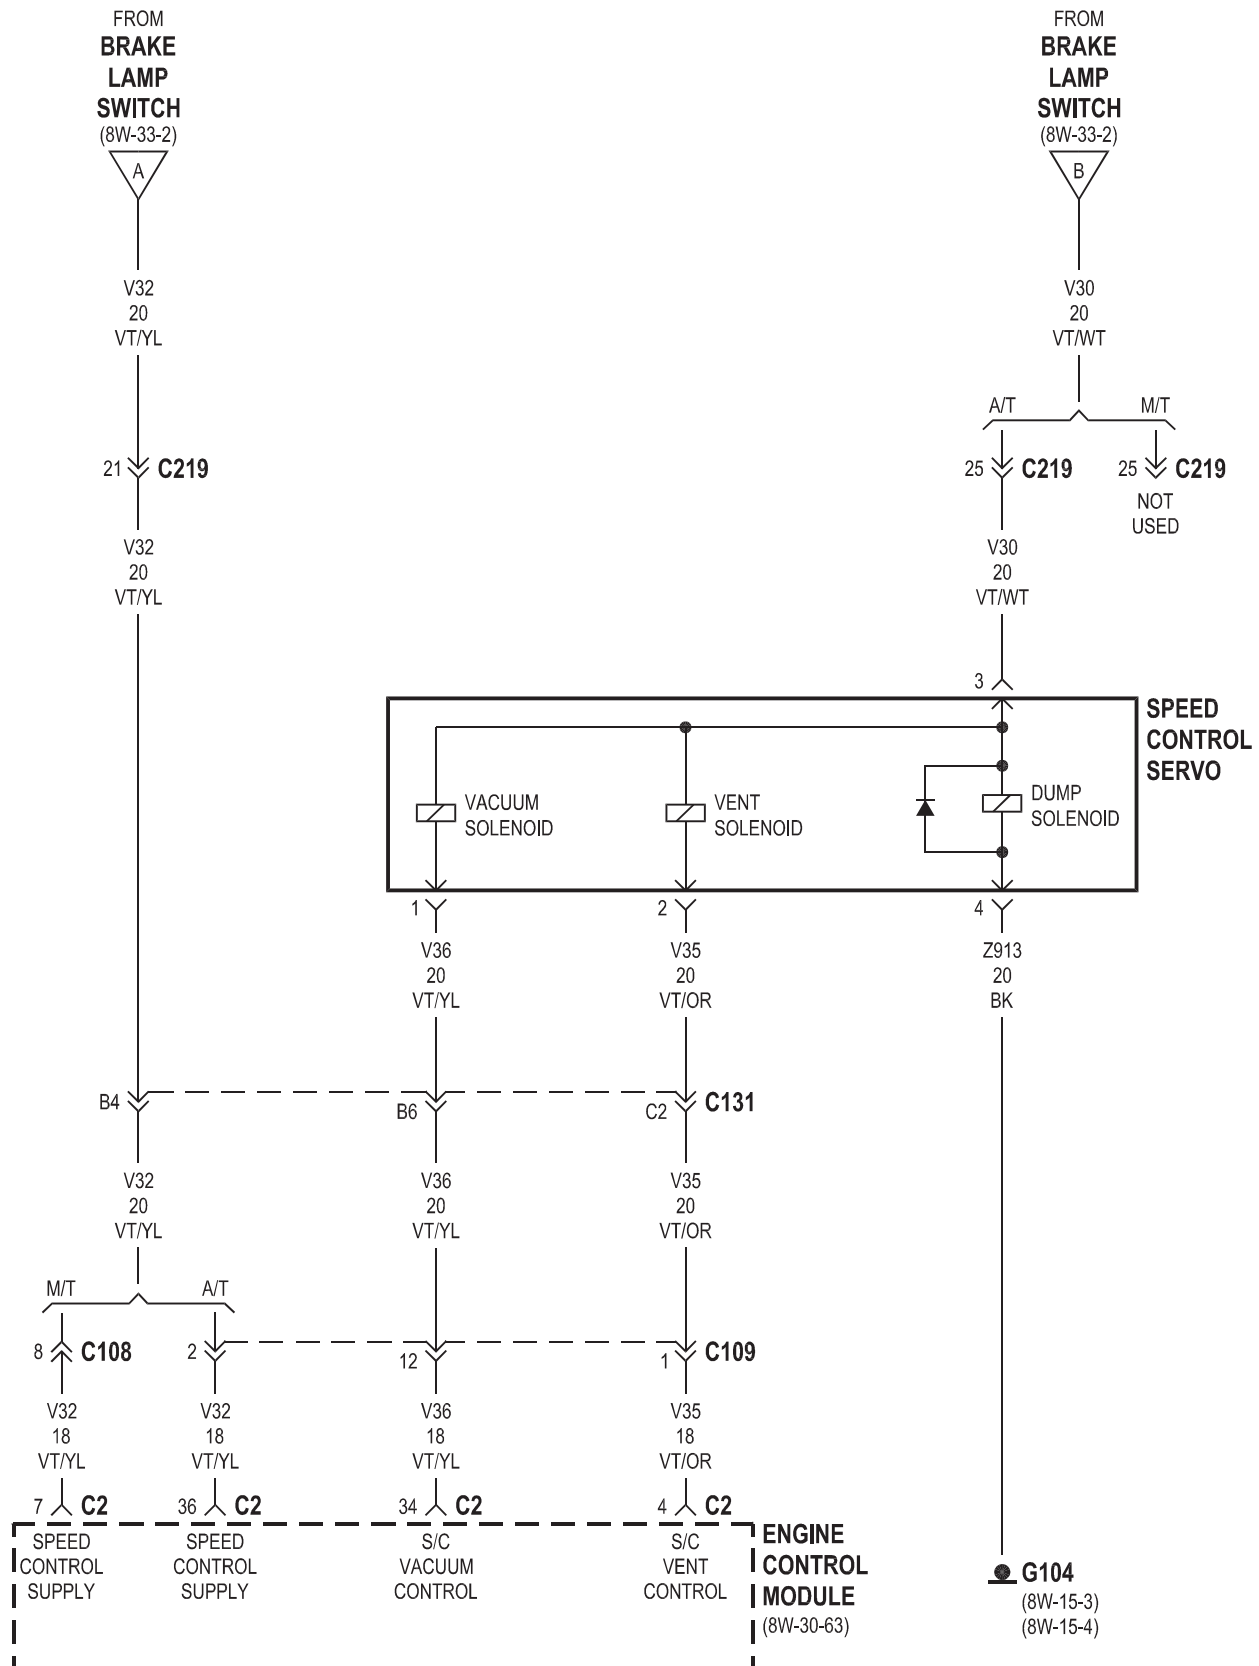 FROM
BRAKE
LAMP
SWITCH
(8W-33-2)
A
FROM
BRAKE
LAMP
SWITCH
(8W-33-2)
B
V32
20
VT/YL
V30
20
VT/WT
A/T
M/T
21 C219
25 C219
25 C219
NOT
USED
V32
20
VT/YL
V30
20
VT/WT
3
SPEED
CONTROL
SERVO
VACUUM
SOLENOID
VENT
SOLENOID
DUMP
SOLENOID
1
2
4
V36
20
VT/YL
V35
20
VT/OR
Z913
20
BK
B4
B6
C2 C131
V32
20
VT/YL
V36
20
VT/YL
V35
20
VT/OR
M/T
A/T
8 C108
2
12
1 C109
V32
18
VT/YL
V32
18
VT/YL
V36
18
VT/YL
V35
18
VT/OR
7 C2
36 C2
34 C2
4 C2
SPEED
CONTROL
SUPPLY
SPEED
CONTROL
SUPPLY
S/C
VACUUM
CONTROL
S/C
VENT
CONTROL
ENGINE
CONTROL
MODULE
(8W-30-63)
G104
(8W-15-3)
(8W-15-4)